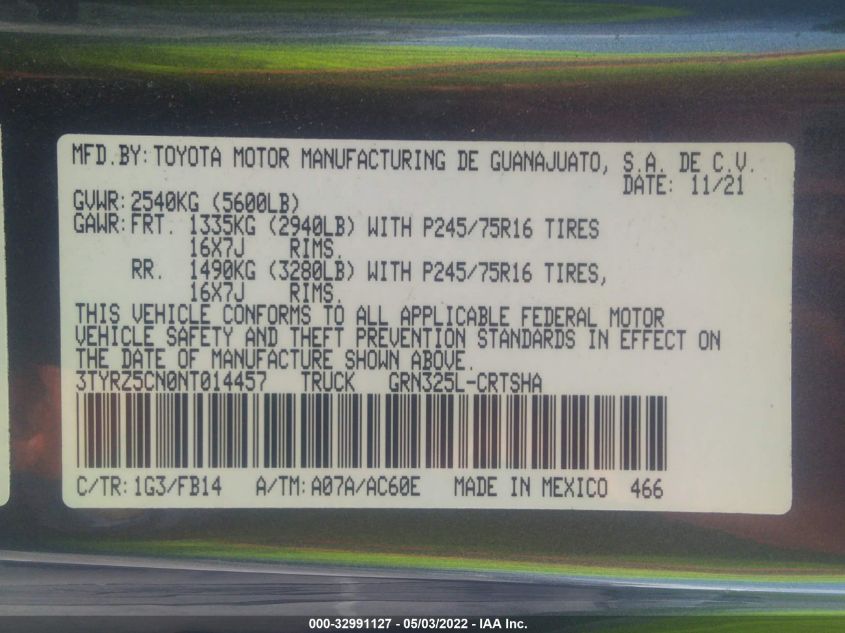 MFD.BY: TOYOTA MOTOR MANUFACTURING DE GUANAJUATO, S.A. DE C.V.
DATE: 11/21
GVWR: 2540KG (5600LB)
GAWR: FRT. 1335KG (2940LB) WITH P245/75R16 TIRES
16X7J RIMS.
RR. 1490KG (3280LB) WITH P245/75R16 TIRES,
16X7J RIMS.
THIS VEHICLE CONFORMS TO ALL APPLICABLE FEDERAL MOTOR
VEHICLE SAFETY AND THEFT PREVENTION STANDARDS IN EFFECT ON
THE DATE OF MANUFACTURE SHOWN ABOVE.
3TYRZ5CN0NT014457 TRUCK GRN325L-CRTSHA
C/TR: 1G3/FB14 A/TM: A07A/AC60E MADE IN MEXICO 466
000-32991127 - 05/03/2022 - IAA Inc.